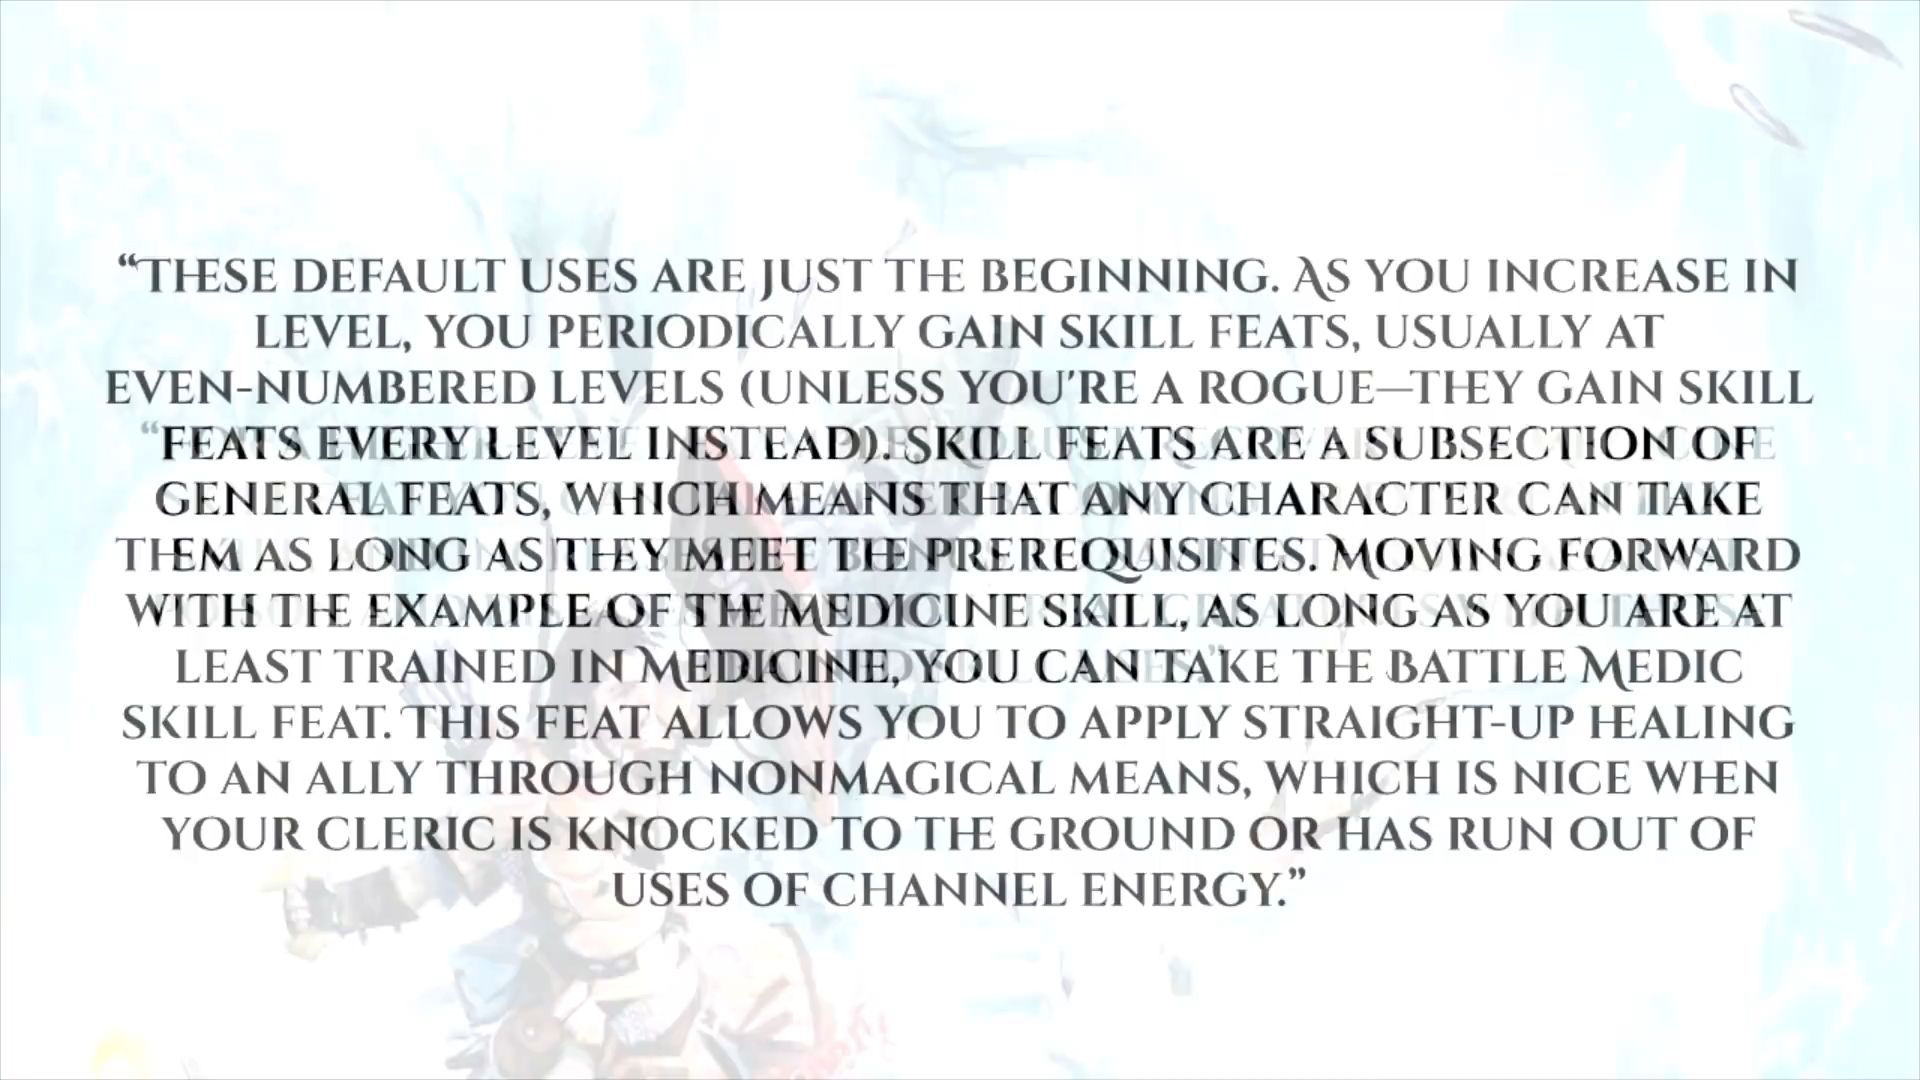 “These default uses are just the beginning. As you increase in
level, you periodically gain skill feats, usually at
even-numbered levels (unless you're a rogue—they gain skill
feats every level instead). Skill feats are a subsection of
general feats, which means that any character can take
them as long as they meet the prerequisites. Moving forward
with the example of the Medicine skill, as long as you are at
least trained in Medicine, you can take the Battle Medic
skill feat. This feat allows you to apply straight-up healing
to an ally through nonmagical means, which is nice when
your cleric is knocked to the ground or has run out of
uses of channel energy.”